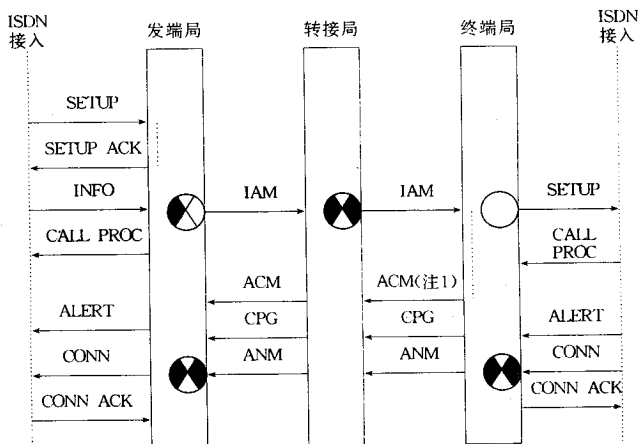 ISDN
接入
发端局
转接局
终端局
ISDN
接入
SETUP
SETUP ACK
INFO
IAM
IAM
SETUP
CALL PROC
CALL
PROC
ACM
ACM(注1)
ALERT
CPG
CPG
ALERT
CONN
ANM
ANM
CONN
CONN ACK
CONN ACK